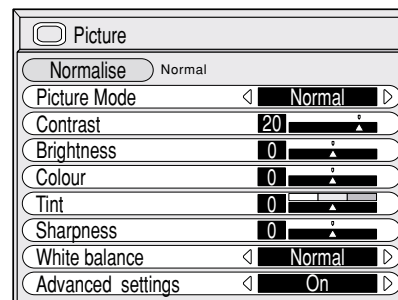 Picture
Normalise Normal
Picture Mode Normal
Contrast 20
Brightness 0
Colour 0
Tint 0
Sharpness 0
White balance Normal
Advanced settings On